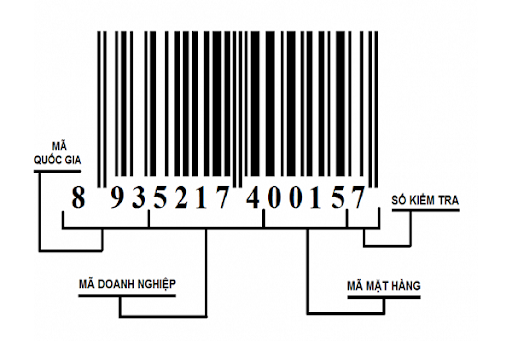 MÃ
QUỐC GIA
8 935217 400157
SỐ KIỂM TRA
MÃ DOANH NGHIỆP
MÃ MẶT HÀNG